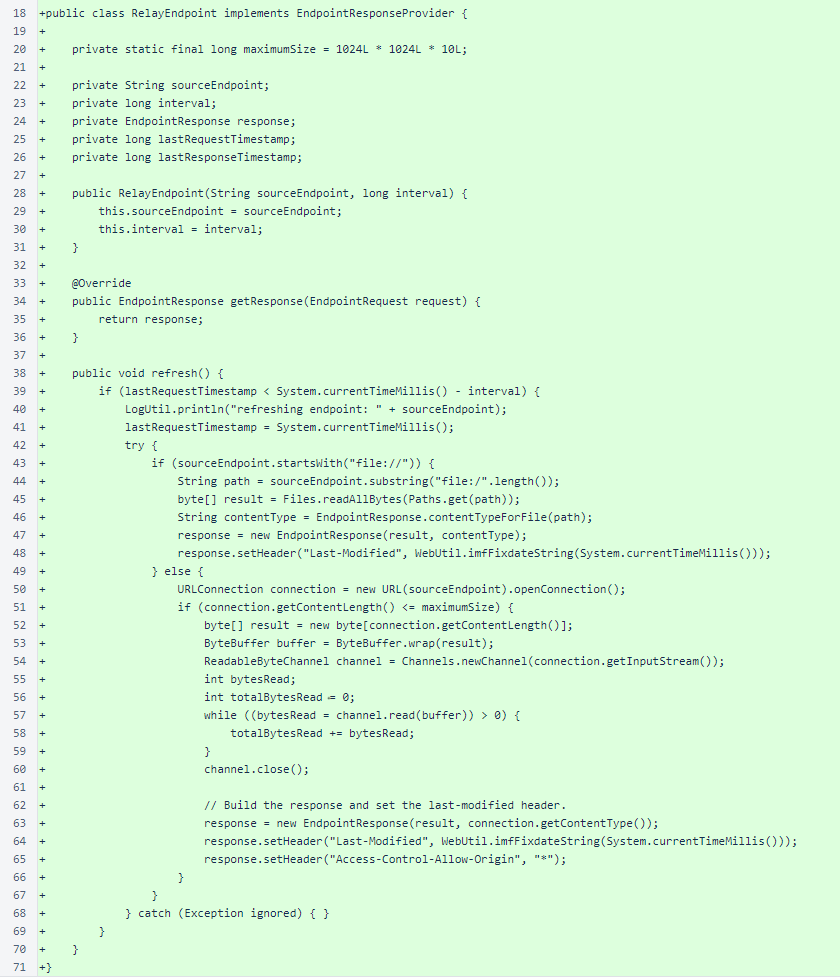 18 +public class RelayEndpoint implements EndpointResponseProvider {
19 +
20 +    private static final long maximumSize = 1024L * 1024L * 10L;
21 +
22 +    private String sourceEndpoint;
23 +    private long interval;
24 +    private EndpointResponse response;
25 +    private long lastRequestTimestamp;
26 +    private long lastResponseTimestamp;
27 +
28 +    public RelayEndpoint(String sourceEndpoint, long interval) {
29 +        this.sourceEndpoint = sourceEndpoint;
30 +        this.interval = interval;
31 +    }
32 +
33 +    @Override
34 +    public EndpointResponse getResponse(EndpointRequest request) {
35 +        return response;
36 +    }
37 +
38 +    public void refresh() {
39 +        if (lastRequestTimestamp < System.currentTimeMillis() - interval) {
40 +            LogUtil.println("refreshing endpoint: " + sourceEndpoint);
41 +            lastRequestTimestamp = System.currentTimeMillis();
42 +            try {
43 +                if (sourceEndpoint.startsWith("file://")) {
44 +                    String path = sourceEndpoint.substring("file:/".length());
45 +                    byte[] result = Files.readAllBytes(Paths.get(path));
46 +                    String contentType = EndpointResponse.contentTypeForFile(path);
47 +                    response = new EndpointResponse(result, contentType);
48 +                    response.setHeader("Last-Modified", WebUtil.imfFixdateString(System.currentTimeMillis()));
49 +                } else {
50 +                    URLConnection connection = new URL(sourceEndpoint).openConnection();
51 +                    if (connection.getContentLength() <= maximumSize) {
52 +                        byte[] result = new byte[connection.getContentLength()];
53 +                        ByteBuffer buffer = ByteBuffer.wrap(result);
54 +                        ReadableByteChannel channel = Channels.newChannel(connection.getInputStream());
55 +                        int bytesRead;
56 +                        int totalBytesRead = 0;
57 +                        while ((bytesRead = channel.read(buffer)) > 0) {
58 +                            totalBytesRead += bytesRead;
59 +                        }
60 +                        channel.close();
61 +
62 +                        // Build the response and set the last-modified header.
63 +                        response = new EndpointResponse(result, connection.getContentType());
64 +                        response.setHeader("Last-Modified", WebUtil.imfFixdateString(System.currentTimeMillis()));
65 +                        response.setHeader("Access-Control-Allow-Origin", "*");
66 +                    }
67 +                }
68 +            } catch (Exception ignored) { }
69 +        }
70 +    }
71 +}